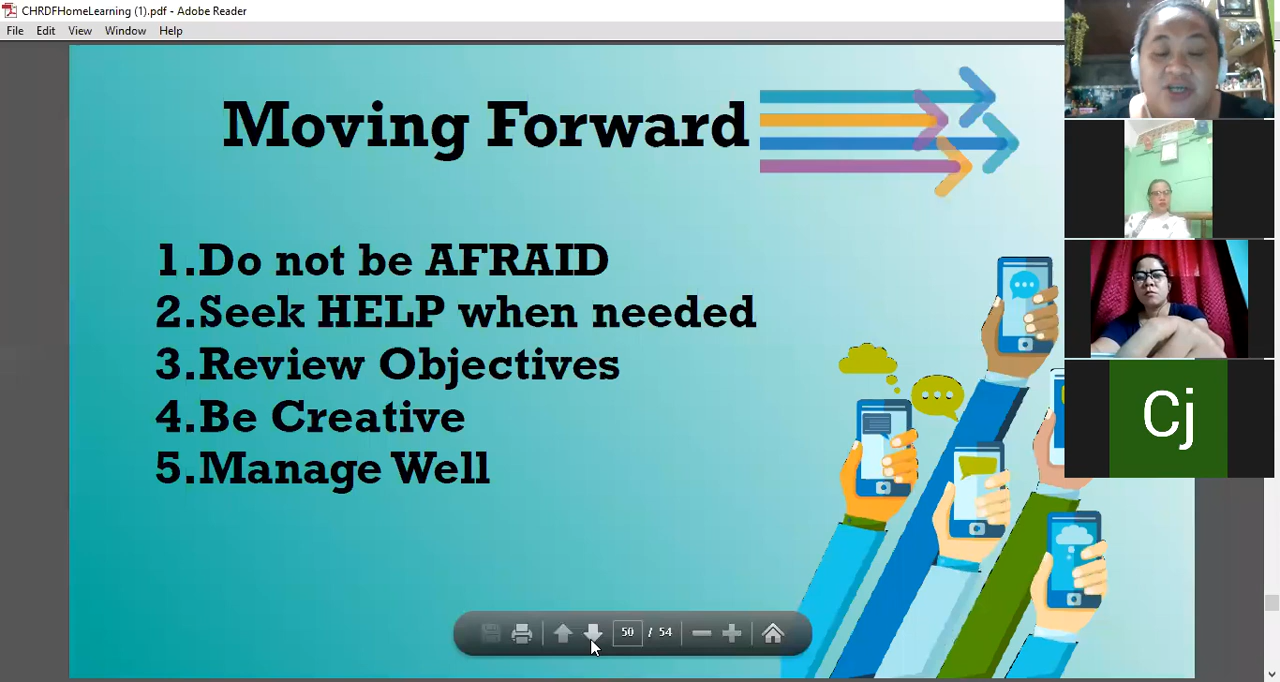 CHRDFHomeLearning (1).pdf - Adobe Reader
File Edit View Window Help
Moving Forward
1.Do not be AFRAID
2.Seek HELP when needed
3.Review Objectives
4.Be Creative
5.Manage Well
50 / 54
Cj